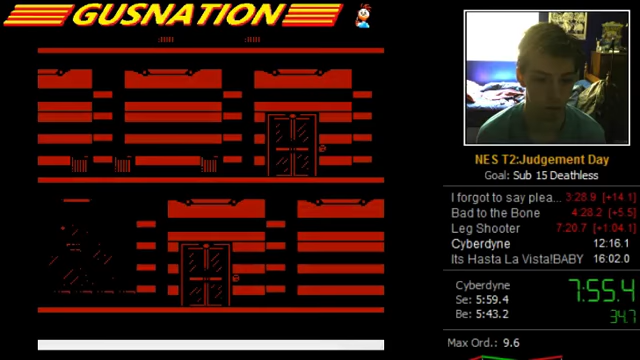 GUSNATION
NES T2:Judgement Day
Goal: Sub 15 Deathless
I forgot to say plea... 3:28.9 [+14.1]
Bad to the Bone 4:28.2 [+5.5]
Leg Shooter 7:20.7 [+1:04.1]
Cyberdyne 12:16.1
Its Hasta La Vista!BABY 16:02.0
Cyberdyne 7:55.4
Se: 5:59.4
Be: 5:43.2 34.7
Max Ord.: 9.6